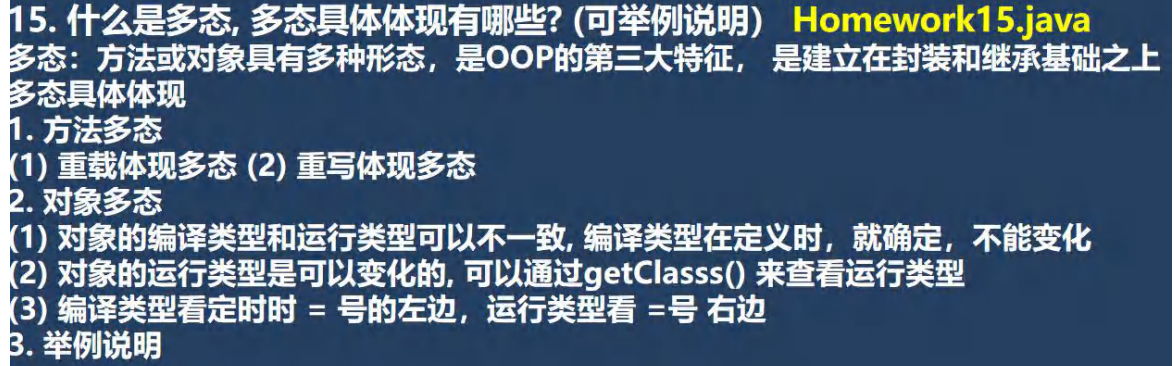 15. 什么是多态, 多态具体体现有哪些? (可举例说明) Homework15.java
多态：方法或对象具有多种形态，是OOP的第三大特征， 是建立在封装和继承基础之上
多态具体体现
1. 方法多态
(1) 重载体现多态 (2) 重写体现多态
2. 对象多态
(1) 对象的编译类型和运行类型可以不一致, 编译类型在定义时，就确定，不能变化
(2) 对象的运行类型是可以变化的, 可以通过getClasss() 来查看运行类型
(3) 编译类型看定时时 = 号的左边，运行类型看 =号 右边
3. 举例说明